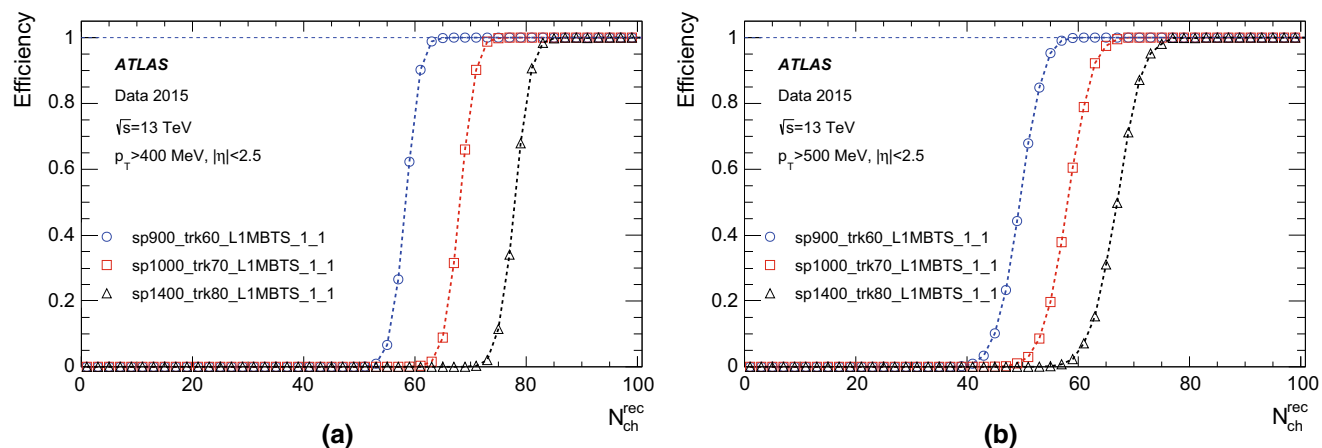 Efficiency
1
0.8
0.6
0.4
0.2
0
ATLAS
Data 2015
√s=13 TeV
p_T>400 MeV, |η|<2.5
sp900_trk60_L1MBTS_1_1
sp1000_trk70_L1MBTS_1_1
sp1400_trk80_L1MBTS_1_1
0 20 40 60 80 100
N_ch^rec
(a)
Efficiency
1
0.8
0.6
0.4
0.2
0
ATLAS
Data 2015
√s=13 TeV
p_T>500 MeV, |η|<2.5
sp900_trk60_L1MBTS_1_1
sp1000_trk70_L1MBTS_1_1
sp1400_trk80_L1MBTS_1_1
0 20 40 60 80 100
N_ch^rec
(b)